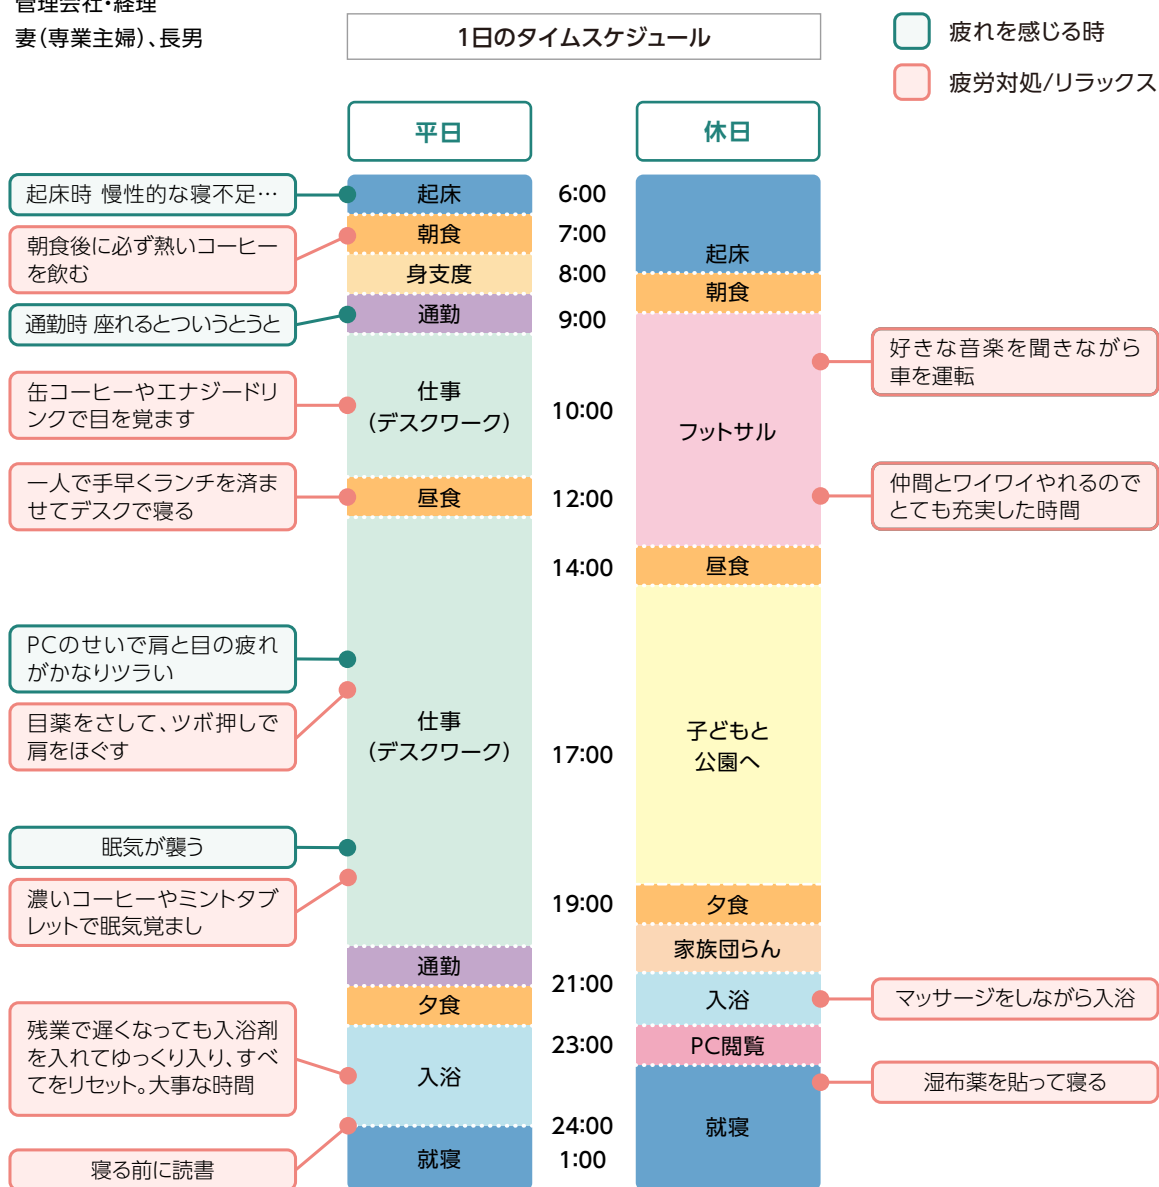 管理会社・経理
妻(専業主婦)、長男
1日のタイムスケジュール
疲れを感じる時
疲労対処/リラックス
平日
休日
起床時 慢性的な寝不足…
朝食後に必ず熱いコーヒー
を飲む
通勤時 座れるとついうとうと
缶コーヒーやエナジードリ
ンクで目を覚ます
一人で手早くランチを済ま
せてデスクで寝る
PCのせいで肩と目の疲れ
がかなりツラい
目薬をさして、ツボ押しで
肩をほぐす
眠気が襲う
濃いコーヒーやミントタブ
レットで眠気覚まし
残業で遅くなっても入浴剤
を入れてゆっくり入り、すべ
てをリセット。大事な時間
寝る前に読書
起床
朝食
身支度
通勤
仕事
(デスクワーク)
昼食
仕事
(デスクワーク)
通勤
夕食
入浴
就寝
6:00
7:00
8:00
9:00
10:00
12:00
14:00
17:00
19:00
21:00
23:00
24:00
1:00
起床
朝食
フットサル
昼食
子どもと
公園へ
夕食
家族団らん
入浴
PC閲覧
就寝
好きな音楽を聞きながら
車を運転
仲間とワイワイやれるので
とても充実した時間
マッサージをしながら入浴
湿布薬を貼って寝る